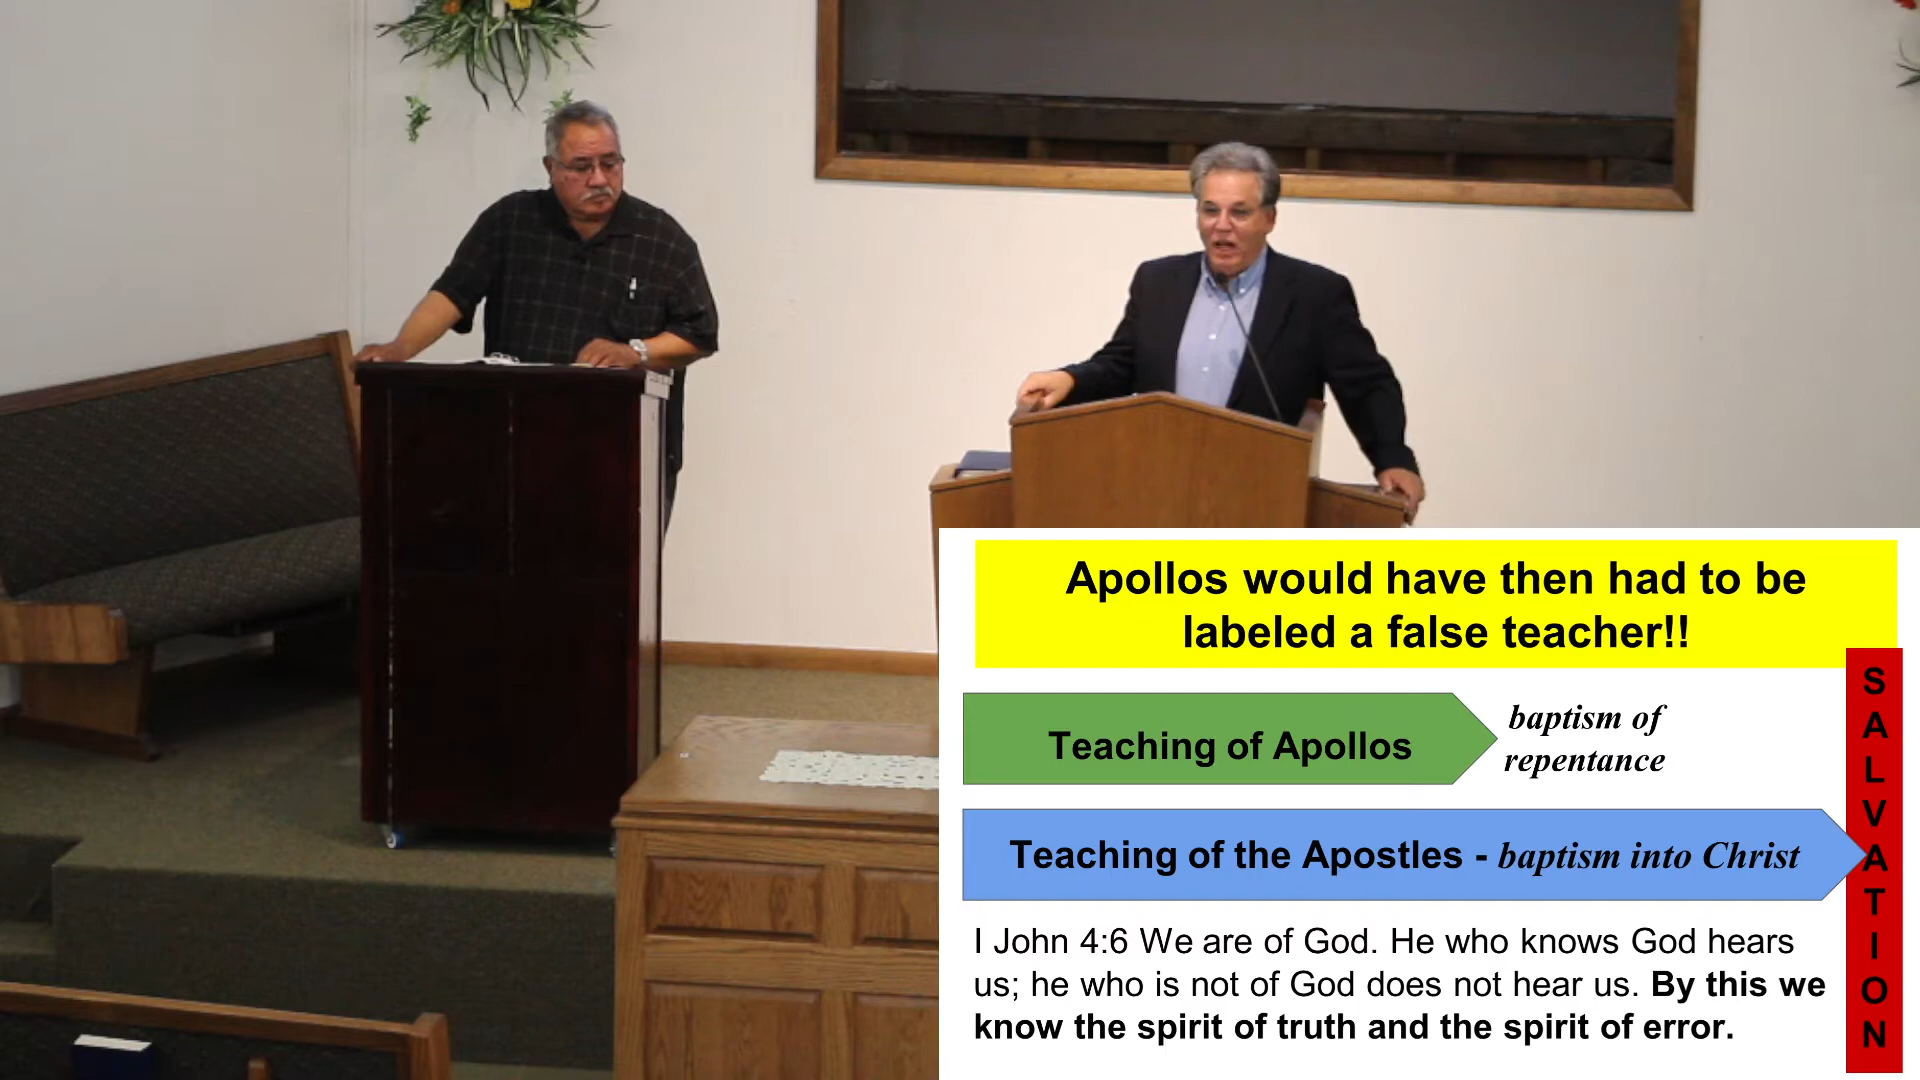 Apollos would have then had to be
labeled a false teacher!!
Teaching of Apollos
baptism of
repentance
Teaching of the Apostles - baptism into Christ
I John 4:6 We are of God. He who knows God hears
us; he who is not of God does not hear us. By this we
know the spirit of truth and the spirit of error.
SALVATION